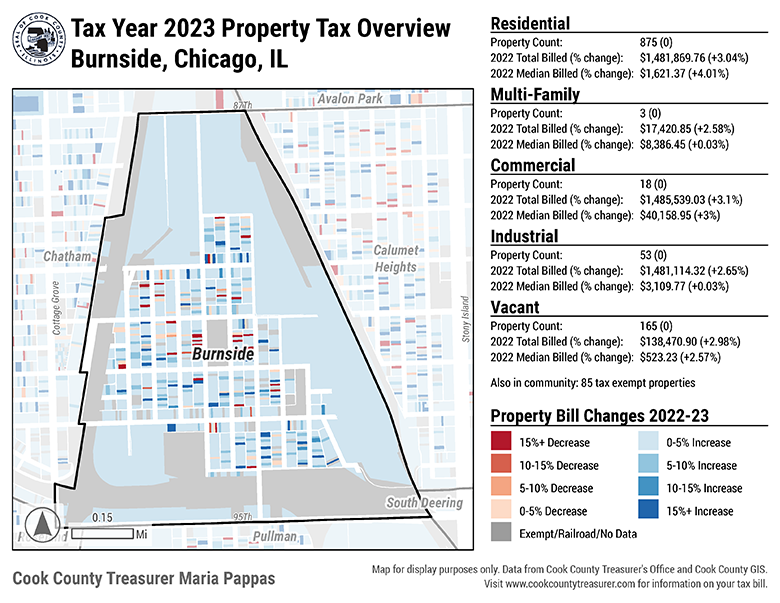 SEAL OF COOK COUNTY
ILLINOIS
Tax Year 2023 Property Tax Overview
Burnside, Chicago, IL
87Th
Avalon Park
Chatham
Calumet
Heights
Cottage Grove
Stony Island
Burnside
South Deering
0.15
95Th
Mi
Pullman
Cook County Treasurer Maria Pappas
Residential
Property Count: 875 (0)
2022 Total Billed (% change): $1,481,869.76 (+3.04%)
2022 Median Billed (% change): $1,621.37 (+4.01%)
Multi-Family
Property Count: 3 (0)
2022 Total Billed (% change): $17,420.85 (+2.58%)
2022 Median Billed (% change): $8,386.45 (+0.03%)
Commercial
Property Count: 18 (0)
2022 Total Billed (% change): $1,485,539.03 (+3.1%)
2022 Median Billed (% change): $40,158.95 (+3%)
Industrial
Property Count: 53 (0)
2022 Total Billed (% change): $1,481,114.32 (+2.65%)
2022 Median Billed (% change): $3,109.77 (+0.03%)
Vacant
Property Count: 165 (0)
2022 Total Billed (% change): $138,470.90 (+2.98%)
2022 Median Billed (% change): $523.23 (+2.57%)
Also in community: 85 tax exempt properties
Property Bill Changes 2022-23
15%+ Decrease
10-15% Decrease
5-10% Decrease
0-5% Decrease
Exempt/Railroad/No Data
0-5% Increase
5-10% Increase
10-15% Increase
15%+ Increase
Map for display purposes only. Data from Cook County Treasurer's Office and Cook County GIS.
Visit www.cookcountytreasurer.com for information on your tax bill.